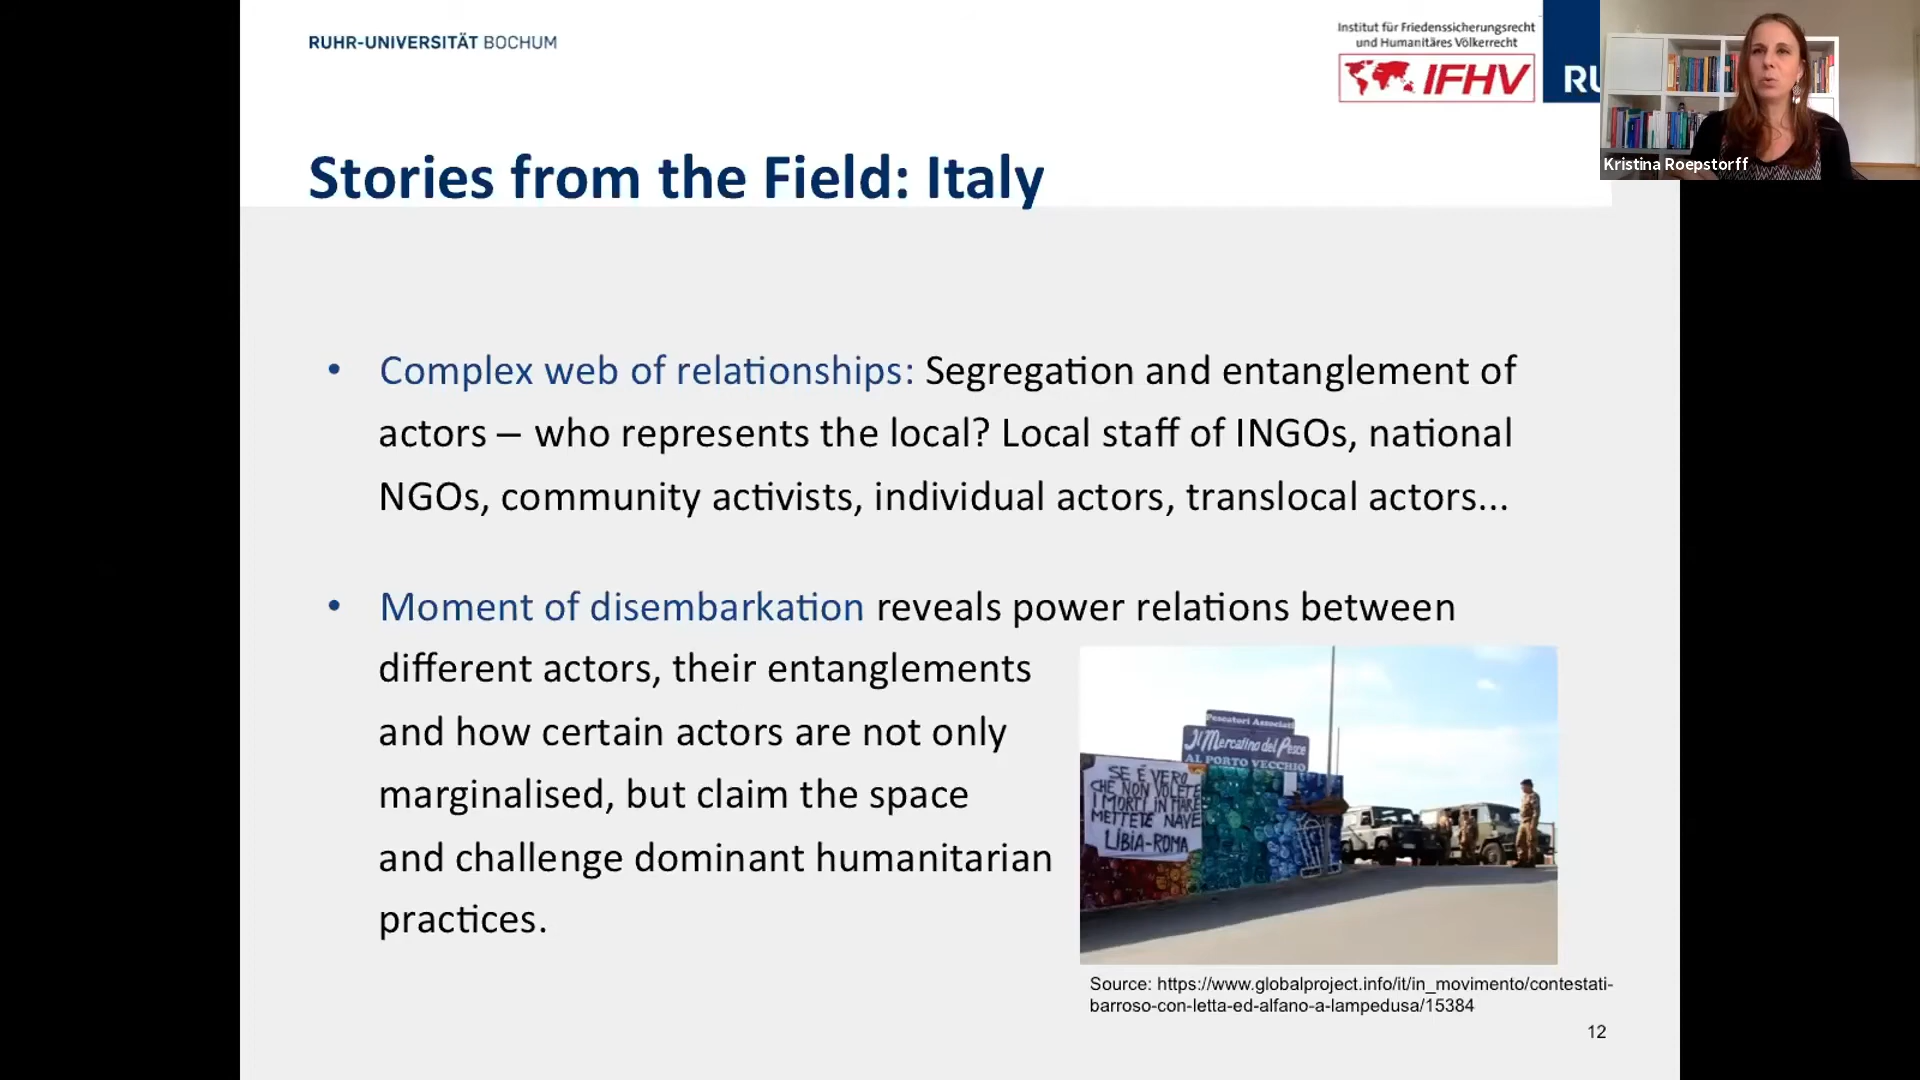 RUHR-UNIVERSITÄT BOCHUM
Institut für Friedenssicherungsrecht
und Humanitäres Völkerrecht
IFHV
RU
Kristina Roepstorff
Stories from the Field: Italy
• Complex web of relationships: Segregation and entanglement of
actors – who represents the local? Local staff of INGOs, national
NGOs, community activists, individual actors, translocal actors...
• Moment of disembarkation reveals power relations between
different actors, their entanglements
and how certain actors are not only
marginalised, but claim the space
and challenge dominant humanitarian
practices.
Pescatori Associati
Il Mercatino del Pesce
AL PORTO VECCHIO
SE È VERO
CHE NON VOLETE
I MORTI IN MARE
METTETE NAVE
LIBIA-ROMA
Source: https://www.globalproject.info/it/in_movimento/contestati-
barroso-con-letta-ed-alfano-a-lampedusa/15384
12